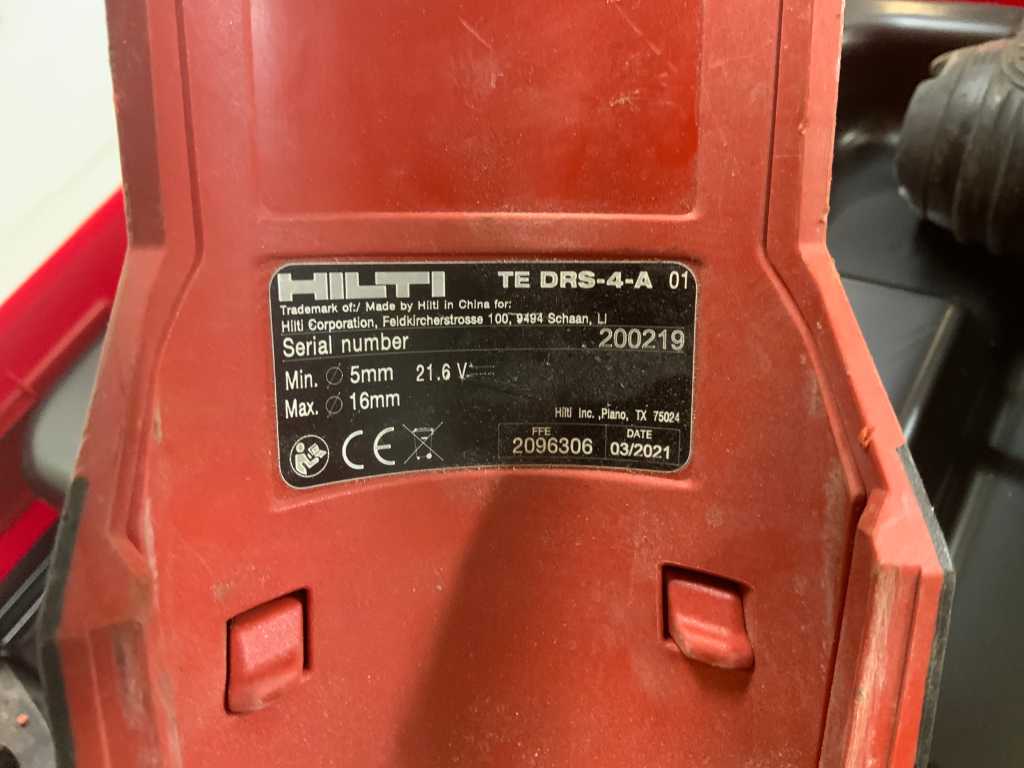 HILTI TE DRS-4-A 01
Trademark of:/ Made by Hilti in China for:
Hilti Corporation, Feldkircherstrosse 100, 9494 Schaan, LI
Serial number 200219
Min. ∅ 5mm 21.6 V
Max. ∅ 16mm
Hilti Inc.,Plano, TX 75024
CE
FFE DATE
2096306 03/2021